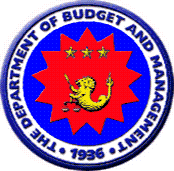 THE DEPARTMENT OF BUDGET AND MANAGEMENT
1936